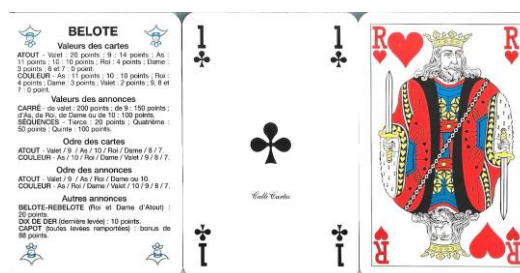 BELOTE
Valeurs des cartes
ATOUT - Valet : 20 points ; 9 : 14 points ; As :
11 points ; 10 : 10 points ; Roi : 4 points ; Dame :
3 points ; 8 et 7 : 0 point.
COULEUR - As : 11 points ; 10 : 10 points ; Roi :
4 points ; Dame : 3 points ; Valet : 2 points ; 9, 8 et
7 : 0 point.
Valeurs des annonces
CARRÉ - de valet : 200 points ; de 9 : 150 points ;
d'As, de Roi, de Dame ou de 10 : 100 points.
SÉQUENCES - Tierce : 20 points ; Quatrième :
50 points ; Quinte : 100 points.
Odre des cartes
ATOUT - Valet / 9 / As / 10 / Roi / Dame / 8 / 7.
COULEUR - As / 10 / Roi / Dame / Valet / 9 / 8 / 7.
Odre des annonces
ATOUT - Valet / 9 / As / Roi / Dame ou 10.
COULEUR - As / Roi / Dame / Valet / 10 / 9 / 8 / 7.
Autres annonces
BELOTE-REBELOTE (Roi et Dame d'Atout) :
20 points.
DIX DE DER (dernière levée) : 10 points.
CAPOT (toutes levées remportées) : bonus de
88 points.
1 1
Catli Cartes
1 1
R R
R R